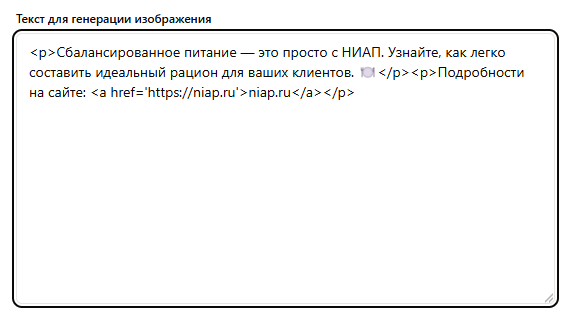 Текст для генерации изображения
<p>Сбалансированное питание — это просто с НИАП. Узнайте, как легко
составить идеальный рацион для ваших клиентов. 🍽️</p><p>Подробности
на сайте: <a href='https://niap.ru'>niap.ru</a></p>